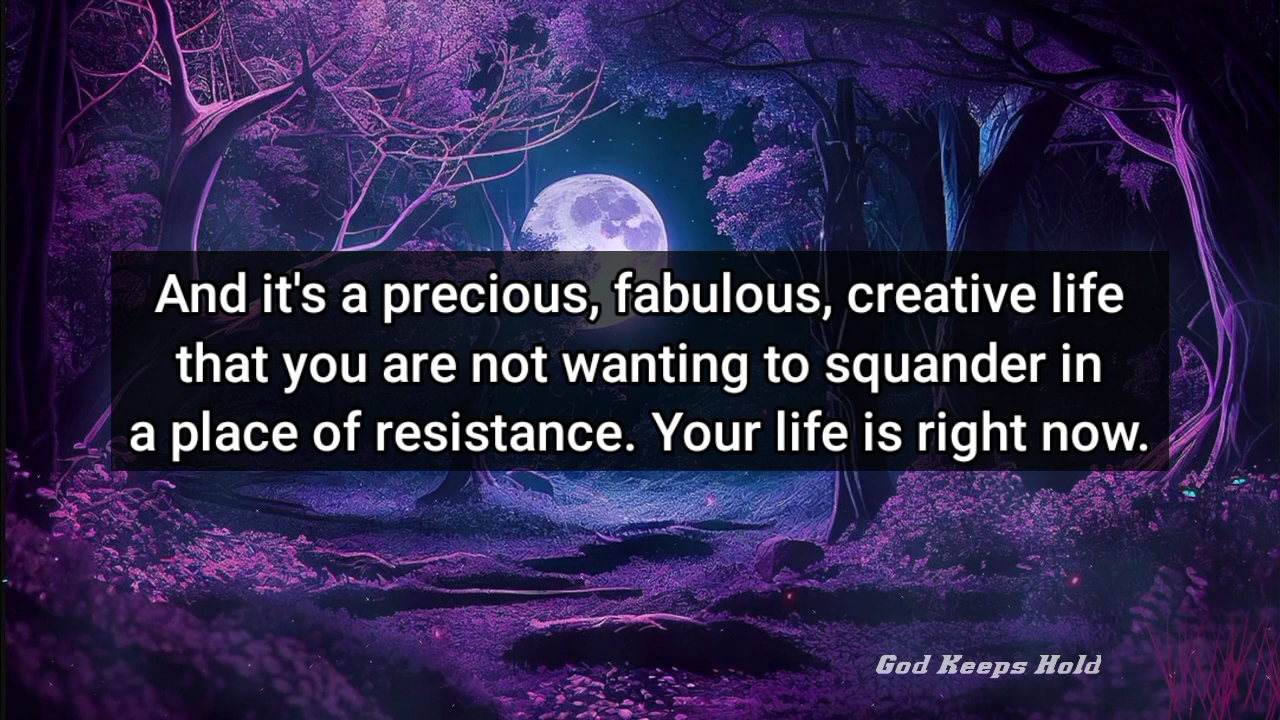 And it's a precious, fabulous, creative life
that you are not wanting to squander in
a place of resistance. Your life is right now.
God Keeps Hold